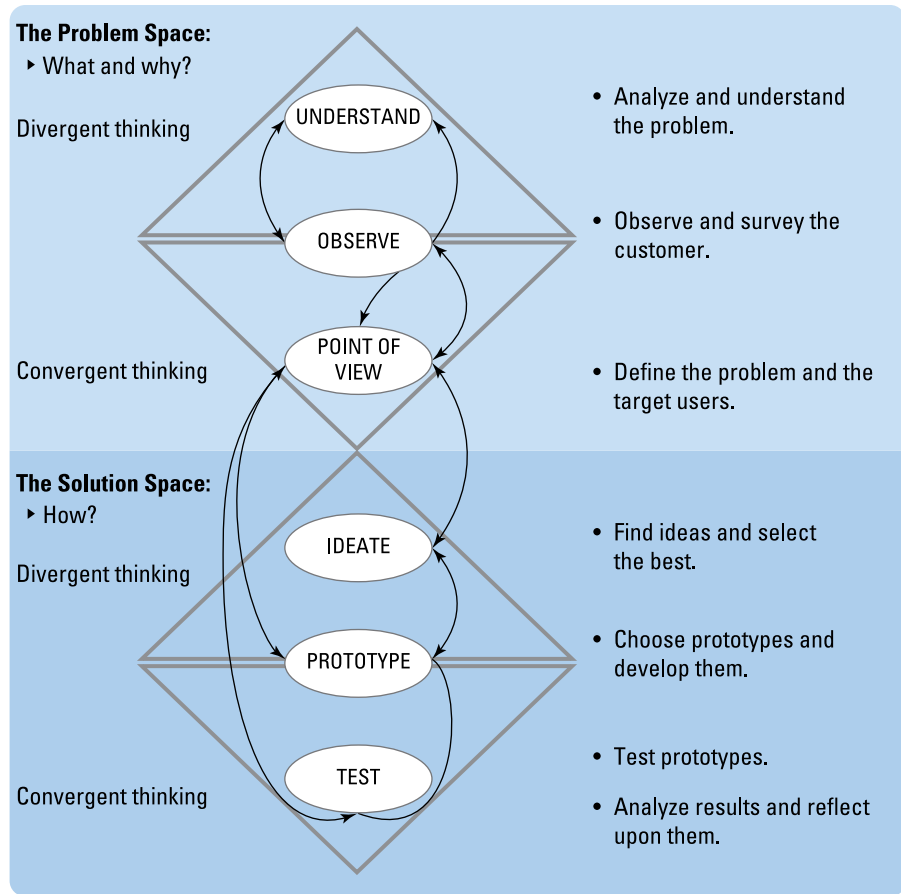 The Problem Space:
‣ What and why?
Divergent thinking
UNDERSTAND
• Analyze and understand
the problem.
OBSERVE
• Observe and survey the
customer.
Convergent thinking
POINT OF
VIEW
• Define the problem and the
target users.
The Solution Space:
‣ How?
Divergent thinking
IDEATE
• Find ideas and select
the best.
PROTOTYPE
• Choose prototypes and
develop them.
Convergent thinking
TEST
• Test prototypes.
• Analyze results and reflect
upon them.